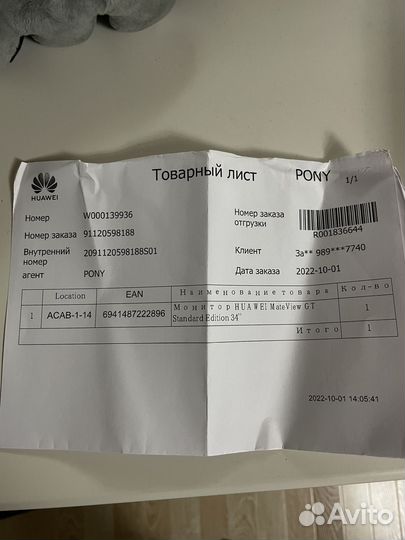 HUAWEI
Товарный лист PONY 1/1
Номер W000139936
Номер заказа отгрузки R001836644
Номер заказа 91120598188
Внутренний номер 2091120598188S01
Клиент За** 989***7740
агент PONY
Дата заказа 2022-10-01
Location EAN Наименование товара Кол-во
1 ACAB-1-14 6941487222896 Монитор HUAWEI MateView GT Standard Edition 34" 1
Итого 1
2022-10-01 14:05:41
Avito